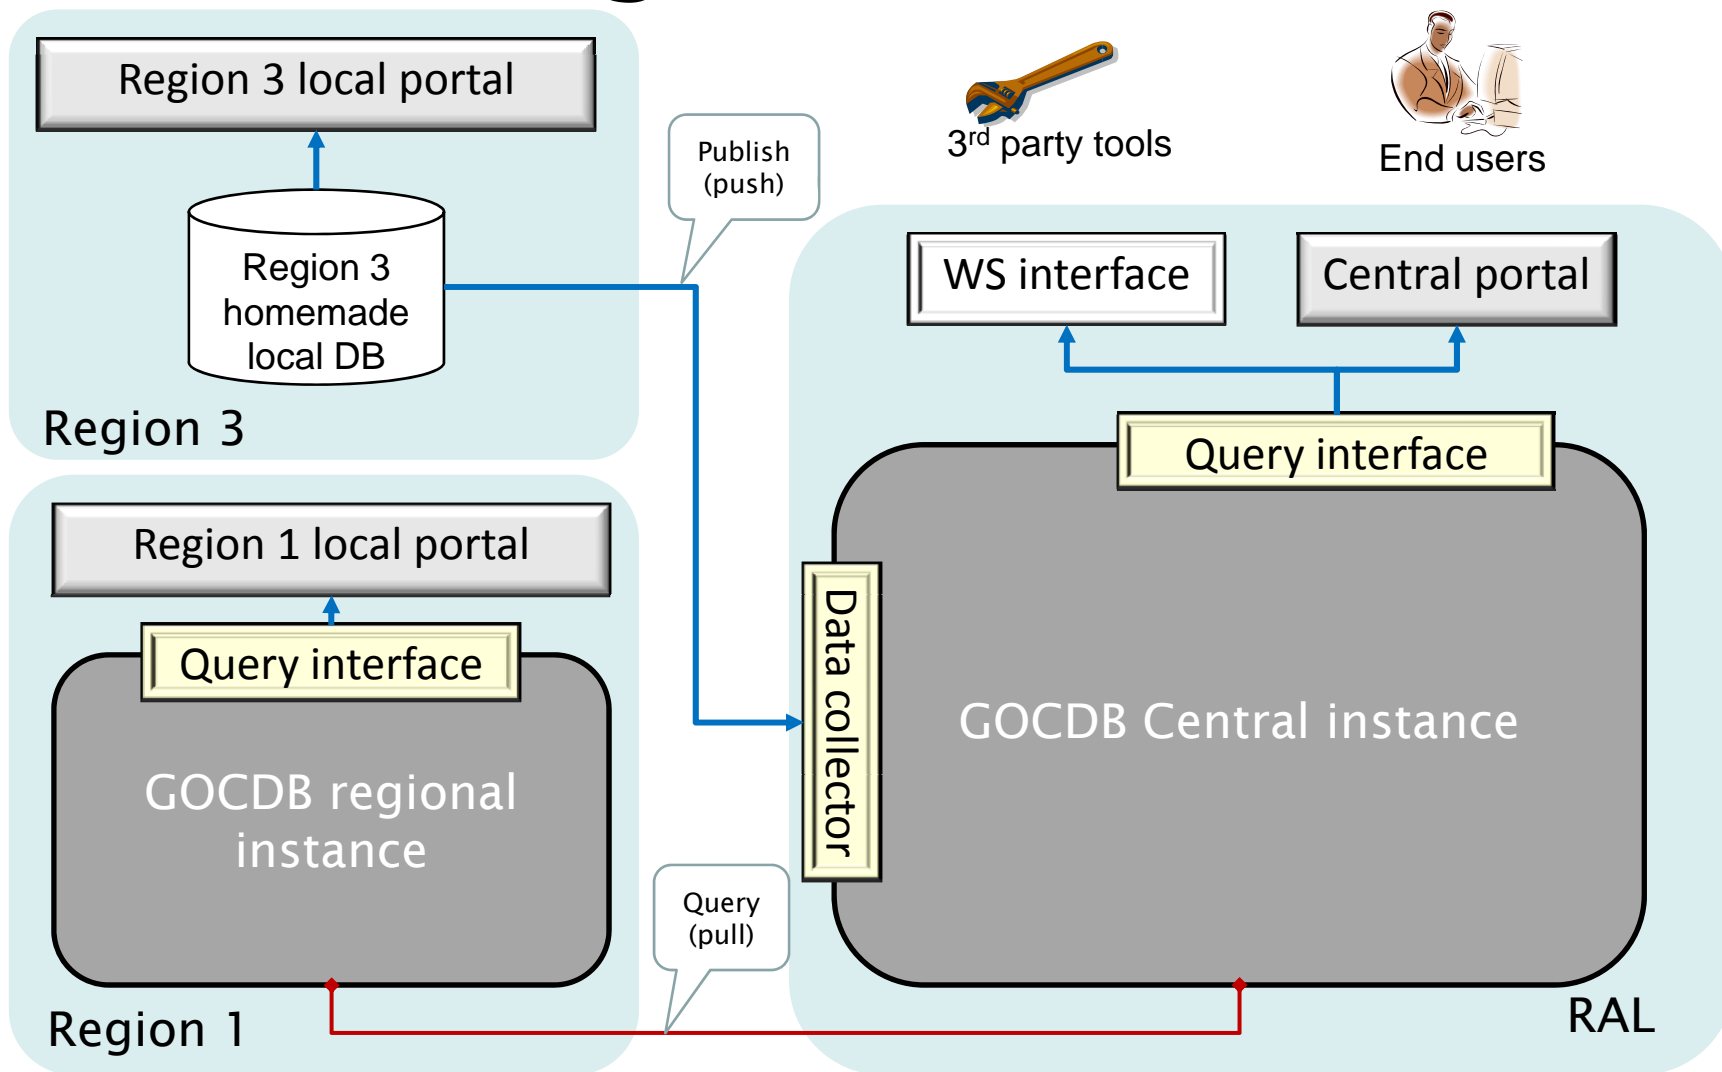 Region 3 local portal
Region 3
homemade
local DB
Region 3
Publish
(push)
3rd party tools
End users
WS interface
Central portal
Query interface
Data collector
GOCDB Central instance
RAL
Region 1 local portal
Query interface
GOCDB regional
instance
Region 1
Query
(pull)